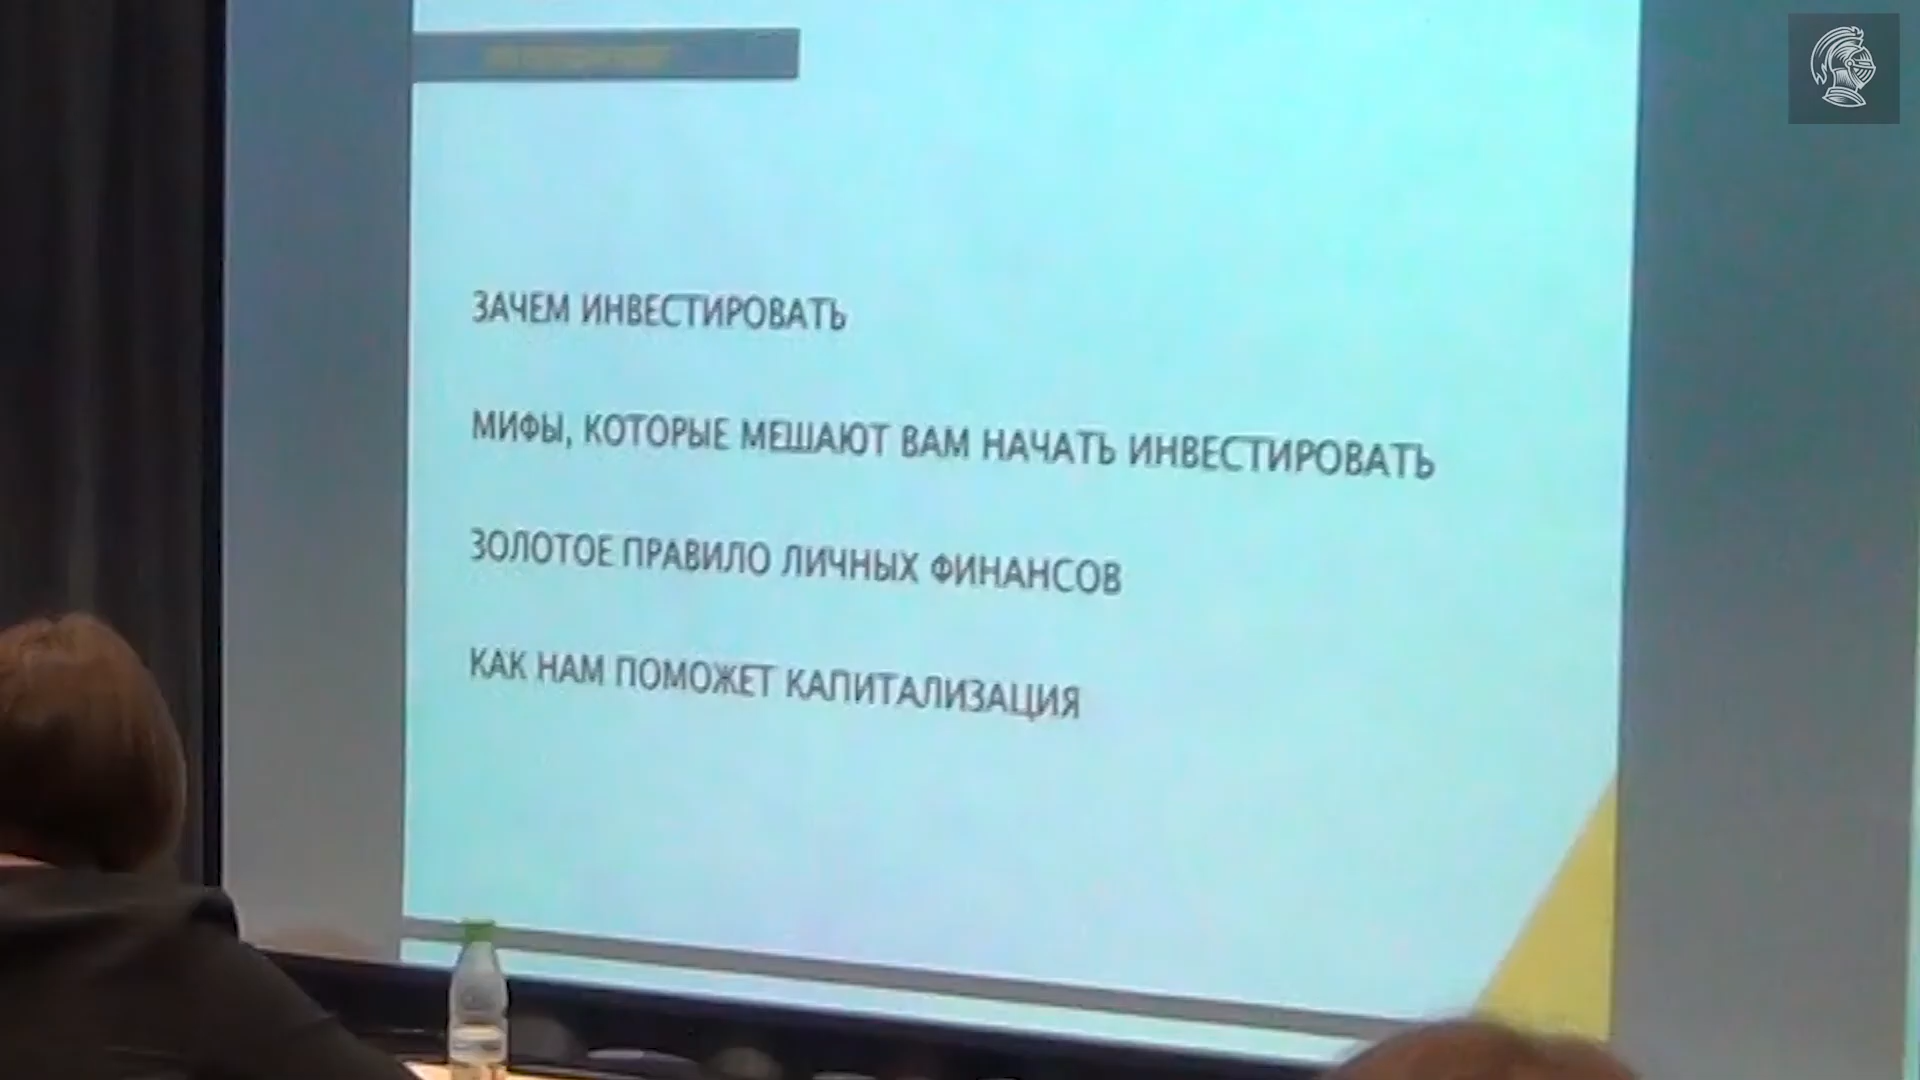 ЗАЧЕМ ИНВЕСТИРОВАТЬ
МИФЫ, КОТОРЫЕ МЕШАЮТ ВАМ НАЧАТЬ ИНВЕСТИРОВАТЬ
ЗОЛОТОЕ ПРАВИЛО ЛИЧНЫХ ФИНАНСОВ
КАК НАМ ПОМОЖЕТ КАПИТАЛИЗАЦИЯ